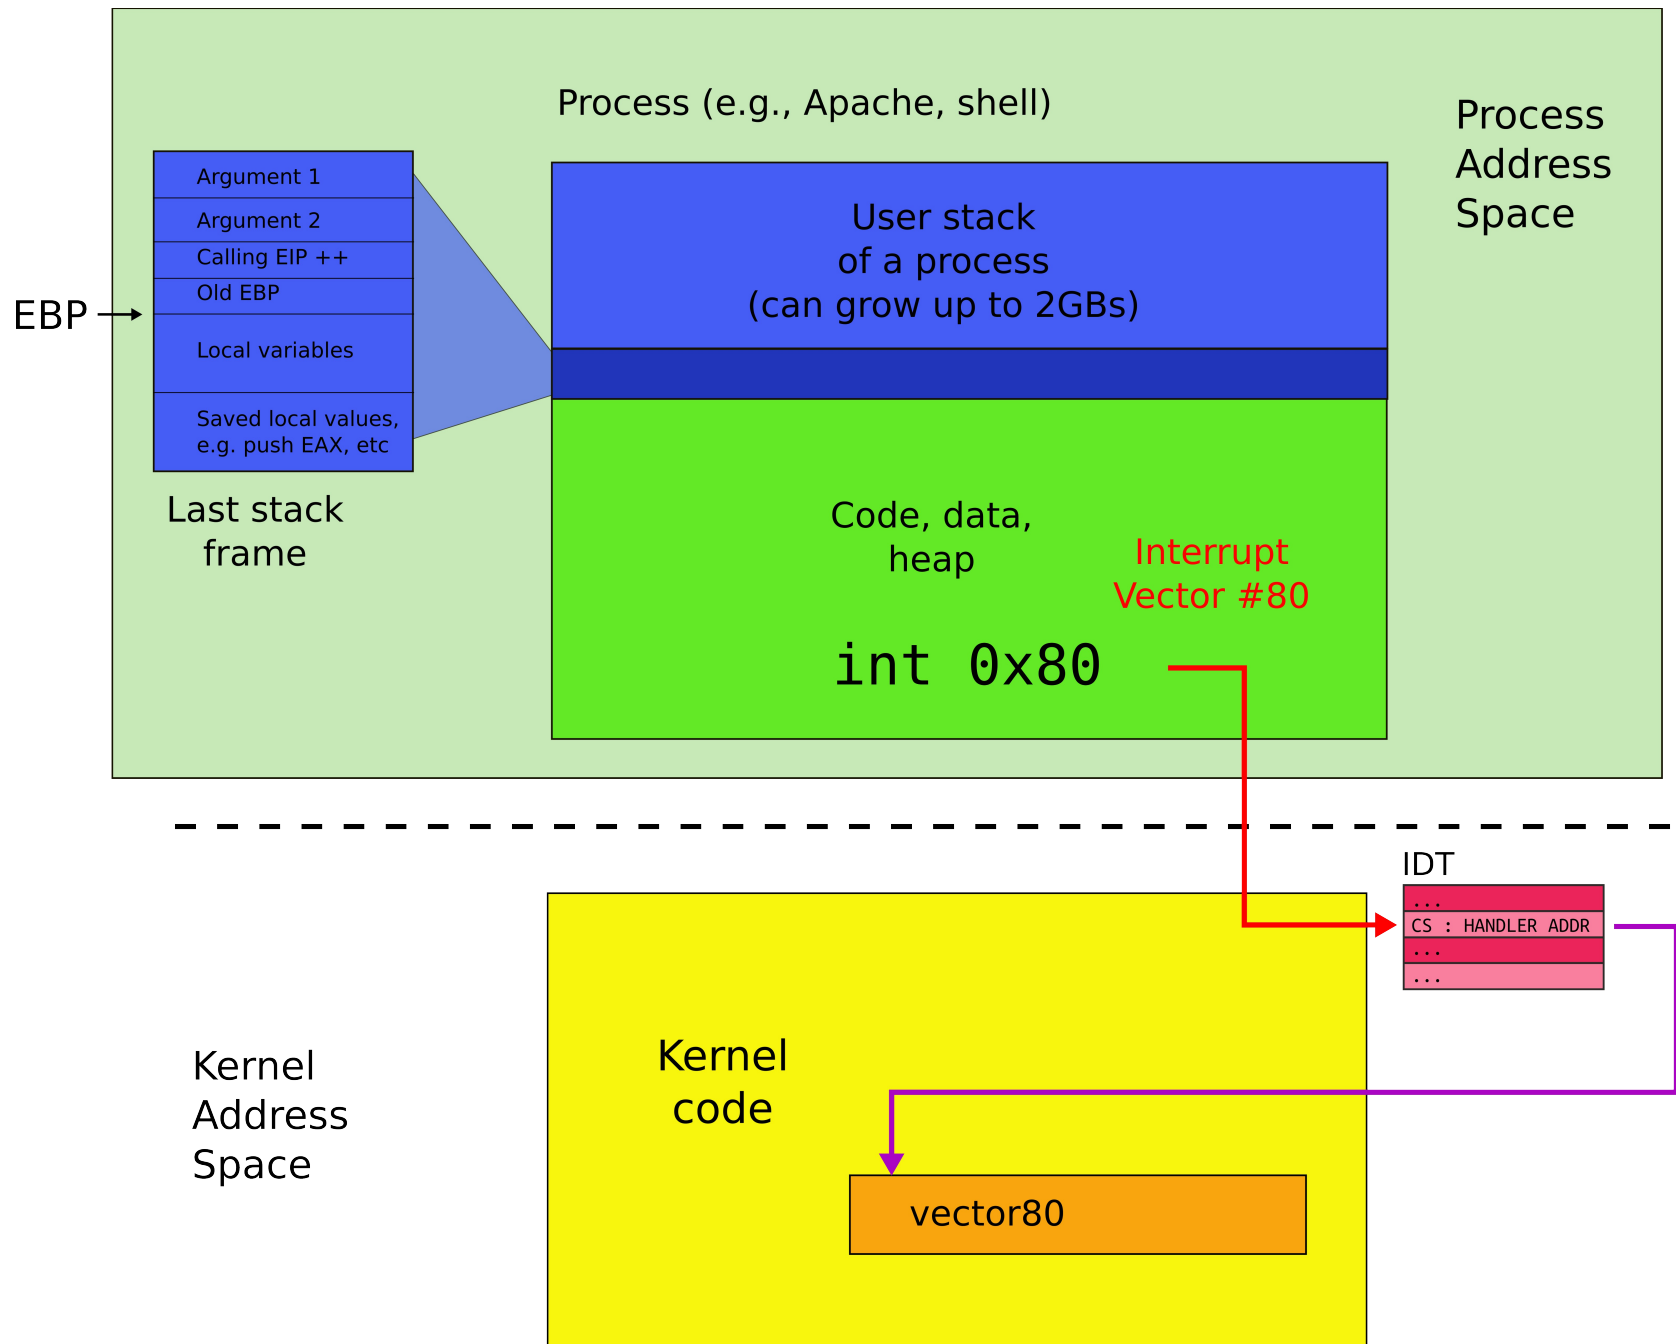 Process (e.g., Apache, shell)
Process
Address
Space
Argument 1
Argument 2
Calling EIP ++
Old EBP
EBP
Local variables
Saved local values,
e.g. push EAX, etc
Last stack
frame
User stack
of a process
(can grow up to 2GBs)
Code, data,
heap
Interrupt
Vector #80
int 0x80
IDT
...
CS : HANDLER ADDR
...
...
Kernel
Address
Space
Kernel
code
vector80